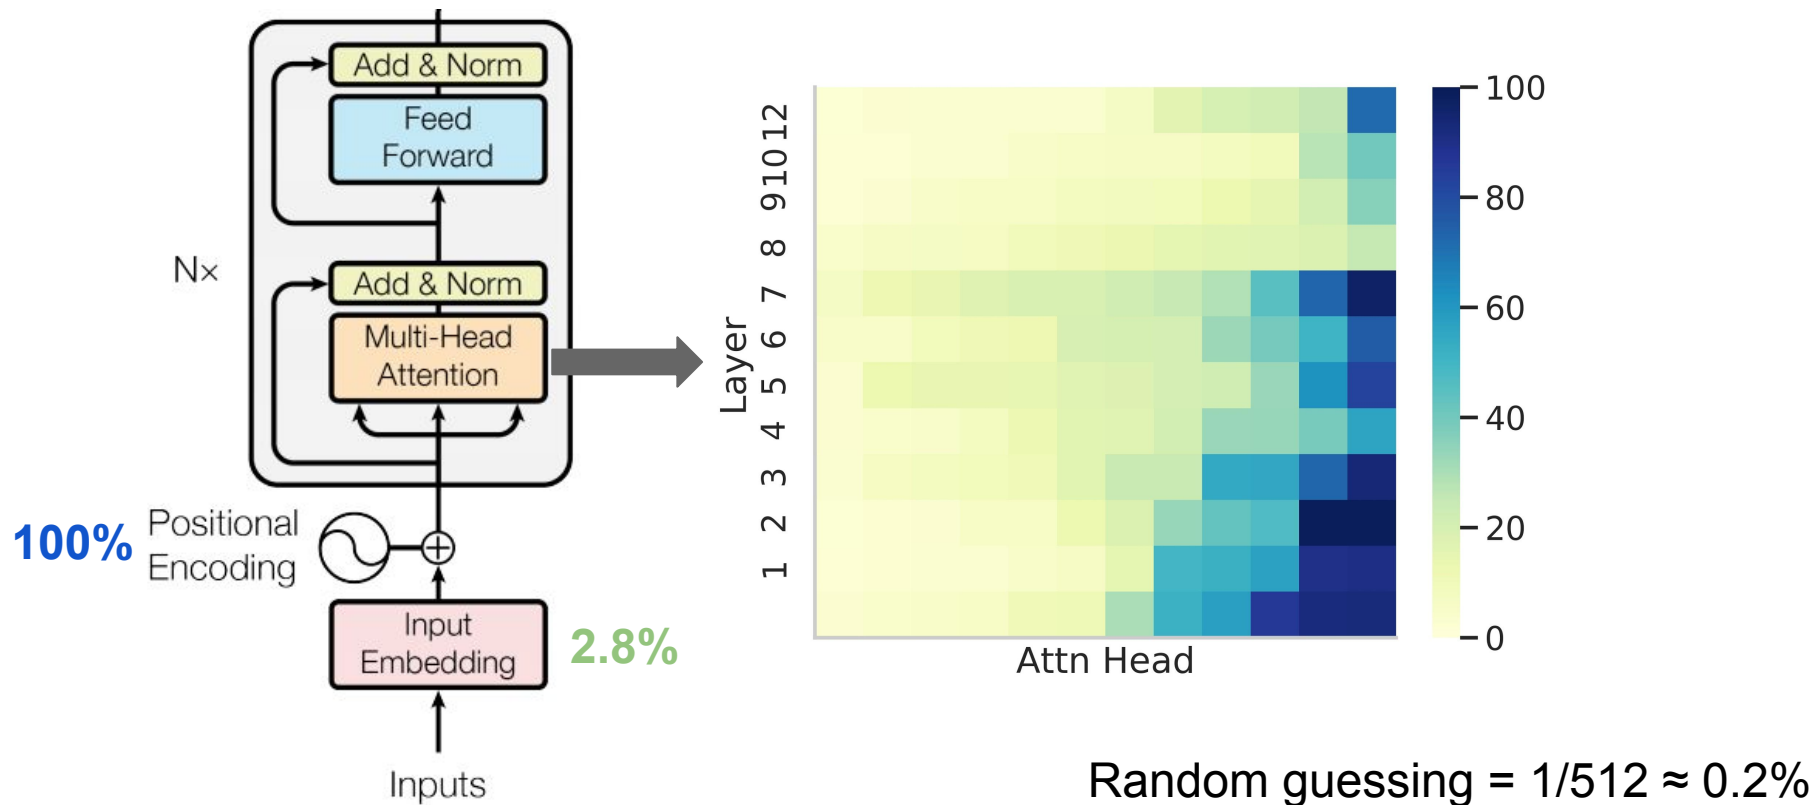 Add & Norm
Feed
Forward
N×
Add & Norm
Multi-Head
Attention
100%
Positional
Encoding
Input
Embedding
2.8%
Inputs
Layer
12
10
9
8
7
6
5
4
3
2
1
Attn Head
100
80
60
40
20
0
Random guessing = 1/512 ≈ 0.2%